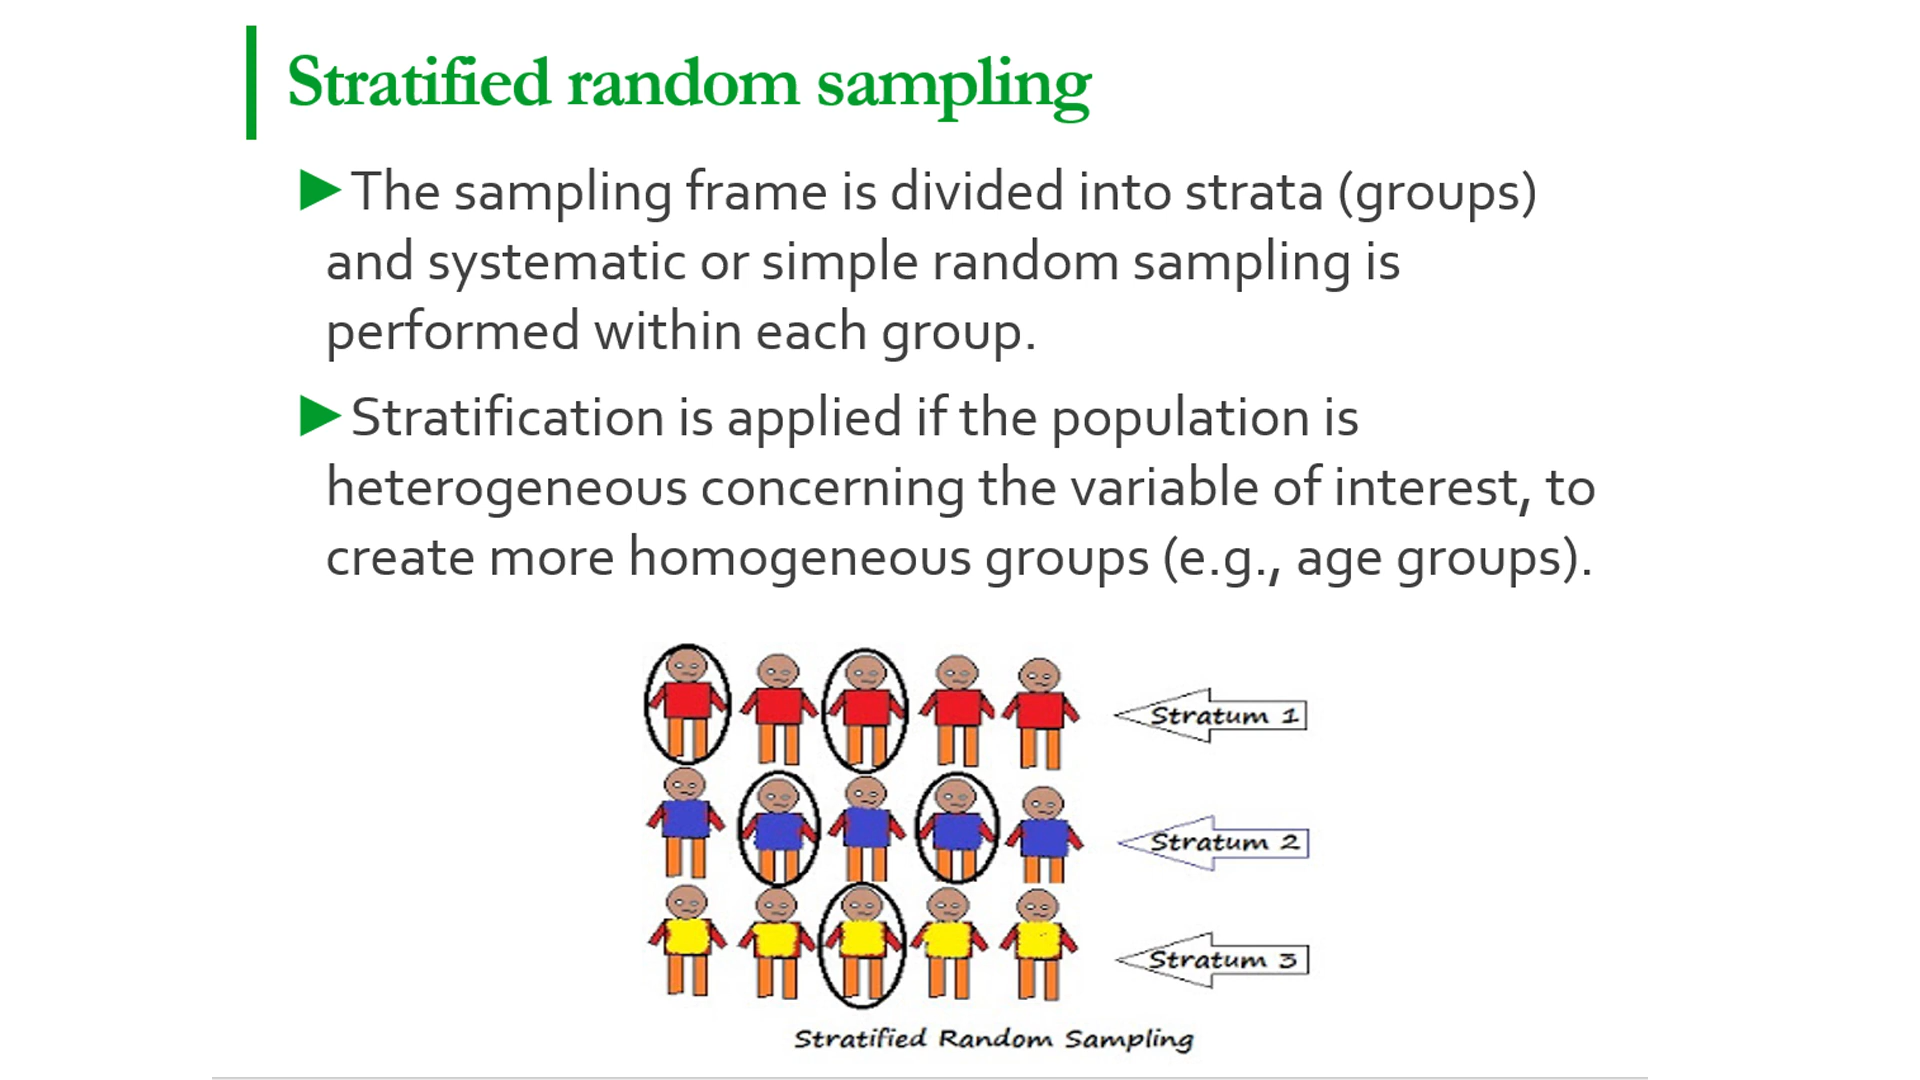 Stratified random sampling
►The sampling frame is divided into strata (groups)
and systematic or simple random sampling is
performed within each group.
►Stratification is applied if the population is
heterogeneous concerning the variable of interest, to
create more homogeneous groups (e.g., age groups).
Stratum 1
Stratum 2
Stratum 3
Stratified Random Sampling